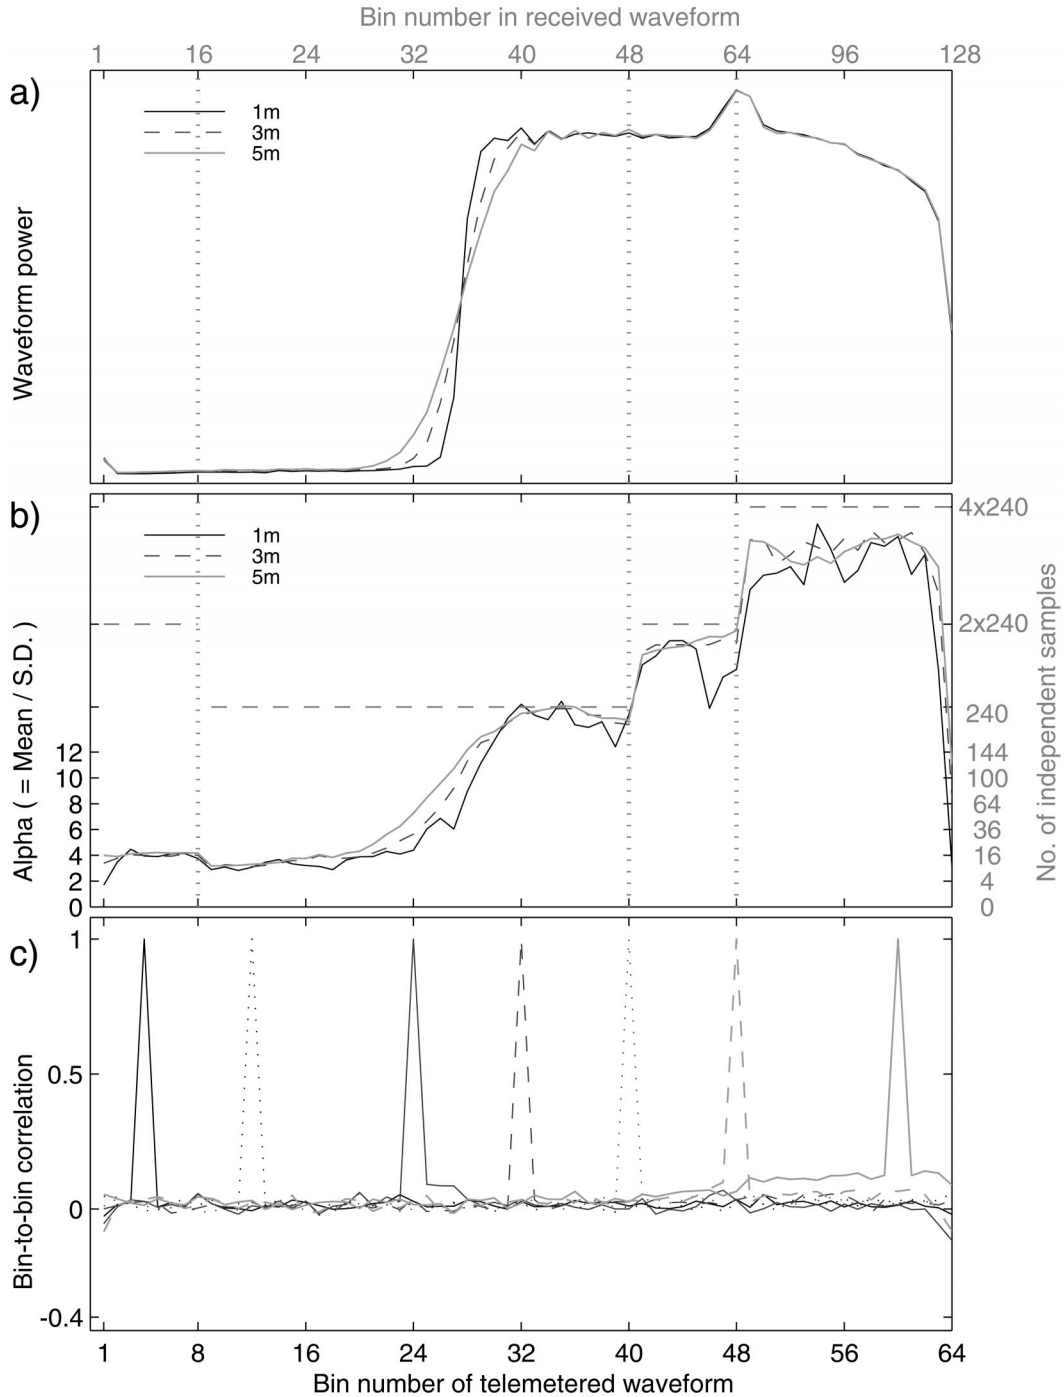 Bin number in received waveform
1 16 24 32 40 48 64 96 128
a)
1m
3m
5m
Waveform power
b)
1m
3m
5m
4x240
2x240
240
12 144
10 100
8 64
6 36
4 16
2 4
0 0
Alpha ( = Mean / S.D. )
No. of independent samples
c)
1
0.5
0
-0.4
Bin-to-bin correlation
1 8 16 24 32 40 48 56 64
Bin number of telemetered waveform